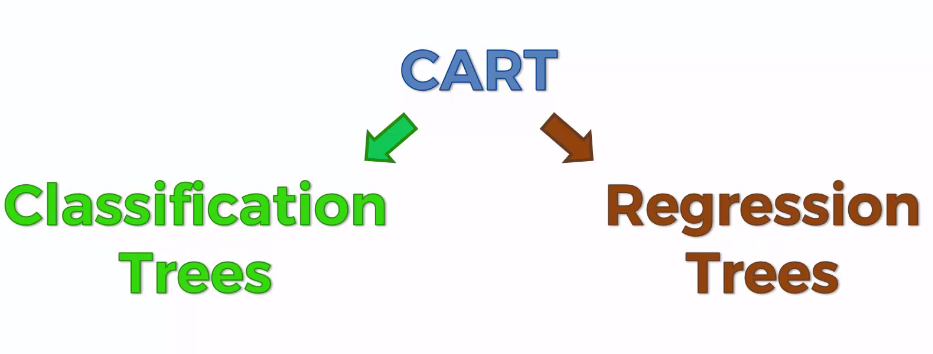 CART
Classification
Trees
Regression
Trees